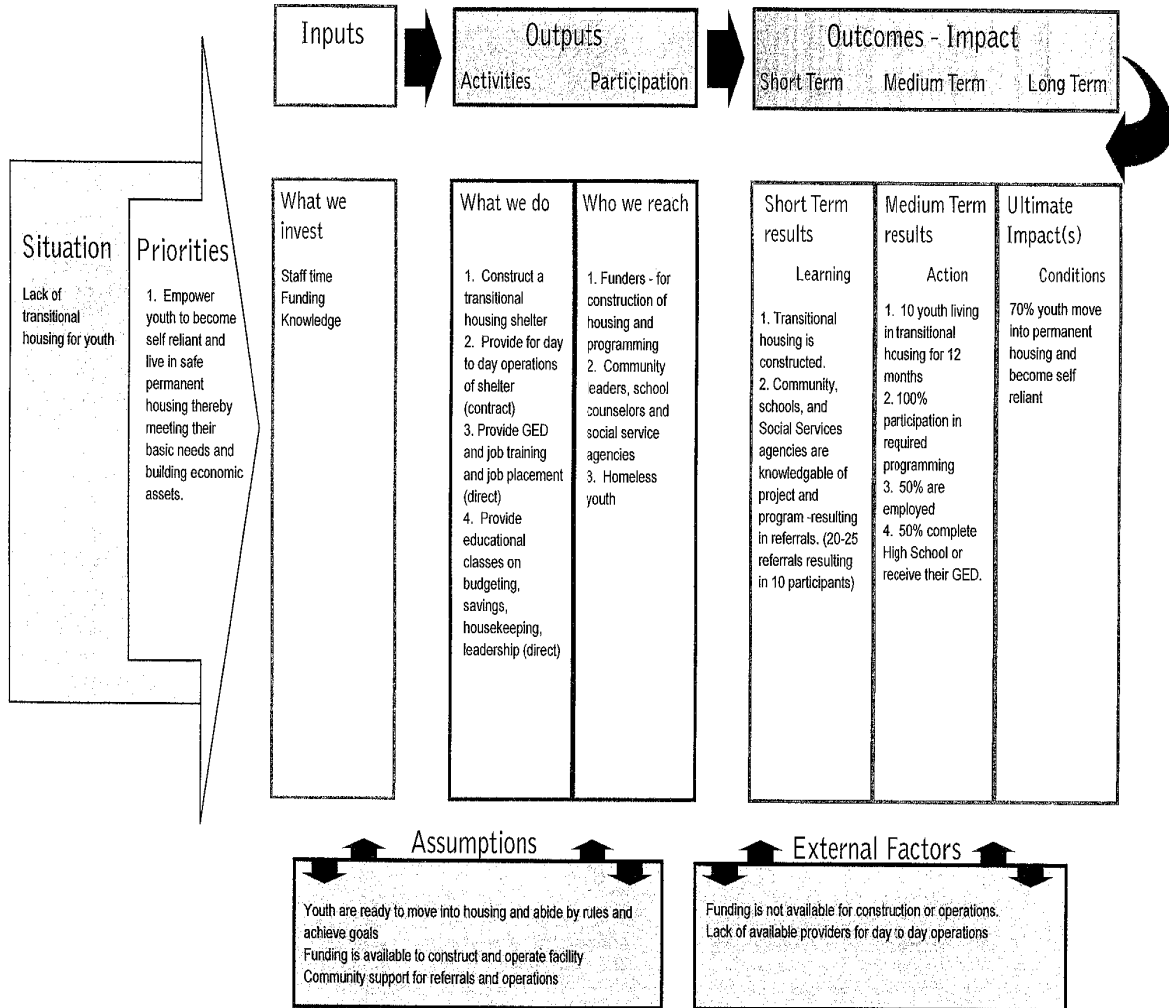 Inputs
Outputs
Activities
Participation
Outcomes - Impact
Short Term
Medium Term
Long Term
Situation
Lack of
transitional
housing for youth
Priorities
1. Empower
youth to become
self reliant and
live in safe
permanent
housing thereby
meeting their
basic needs and
building economic
assets.
What we
invest
Staff time
Funding
Knowledge
What we do
1. Construct a
transitional
housing shelter
2. Provide for day
to day operations
of shelter
(contract)
3. Provide GED
and job training
and job placement
(direct)
4. Provide
educational
classes on
budgeting,
savings,
housekeeping,
leadership (direct)
Who we reach
1. Funders - for
construction of
housing and
programming
2. Community
leaders, school
counselors and
social service
agencies
3. Homeless
youth
Short Term
results
Learning
1. Transitional
housing is
constructed.
2. Community,
schools, and
Social Services
agencies are
knowledgable of
project and
program -resulting
in referrals. (20-25
referrals resulting
in 10 participants)
Medium Term
results
Action
1. 10 youth living
in transitional
housing for 12
months
2. 100%
participation in
required
programming
3. 50% are
employed
4. 50% complete
High School or
receive their GED.
Ultimate
Impact(s)
Conditions
70% youth move
into permanent
housing and
become self
reliant
Assumptions
Youth are ready to move into housing and abide by rules and
achieve goals
Funding is available to construct and operate facility
Community support for referrals and operations
External Factors
Funding is not available for construction or operations.
Lack of available providers for day to day operations